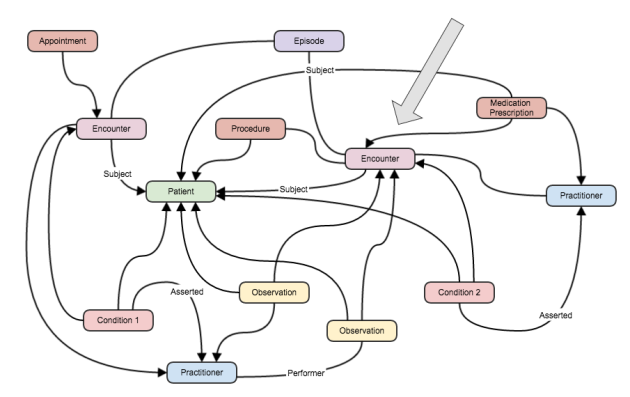 Appointment
Episode
Subject
Medication
Prescription
Encounter
Procedure
Encounter
Subject
Subject
Patient
Practitioner
Asserted
Observation
Condition 2
Condition 1
Asserted
Observation
Practitioner
Performer